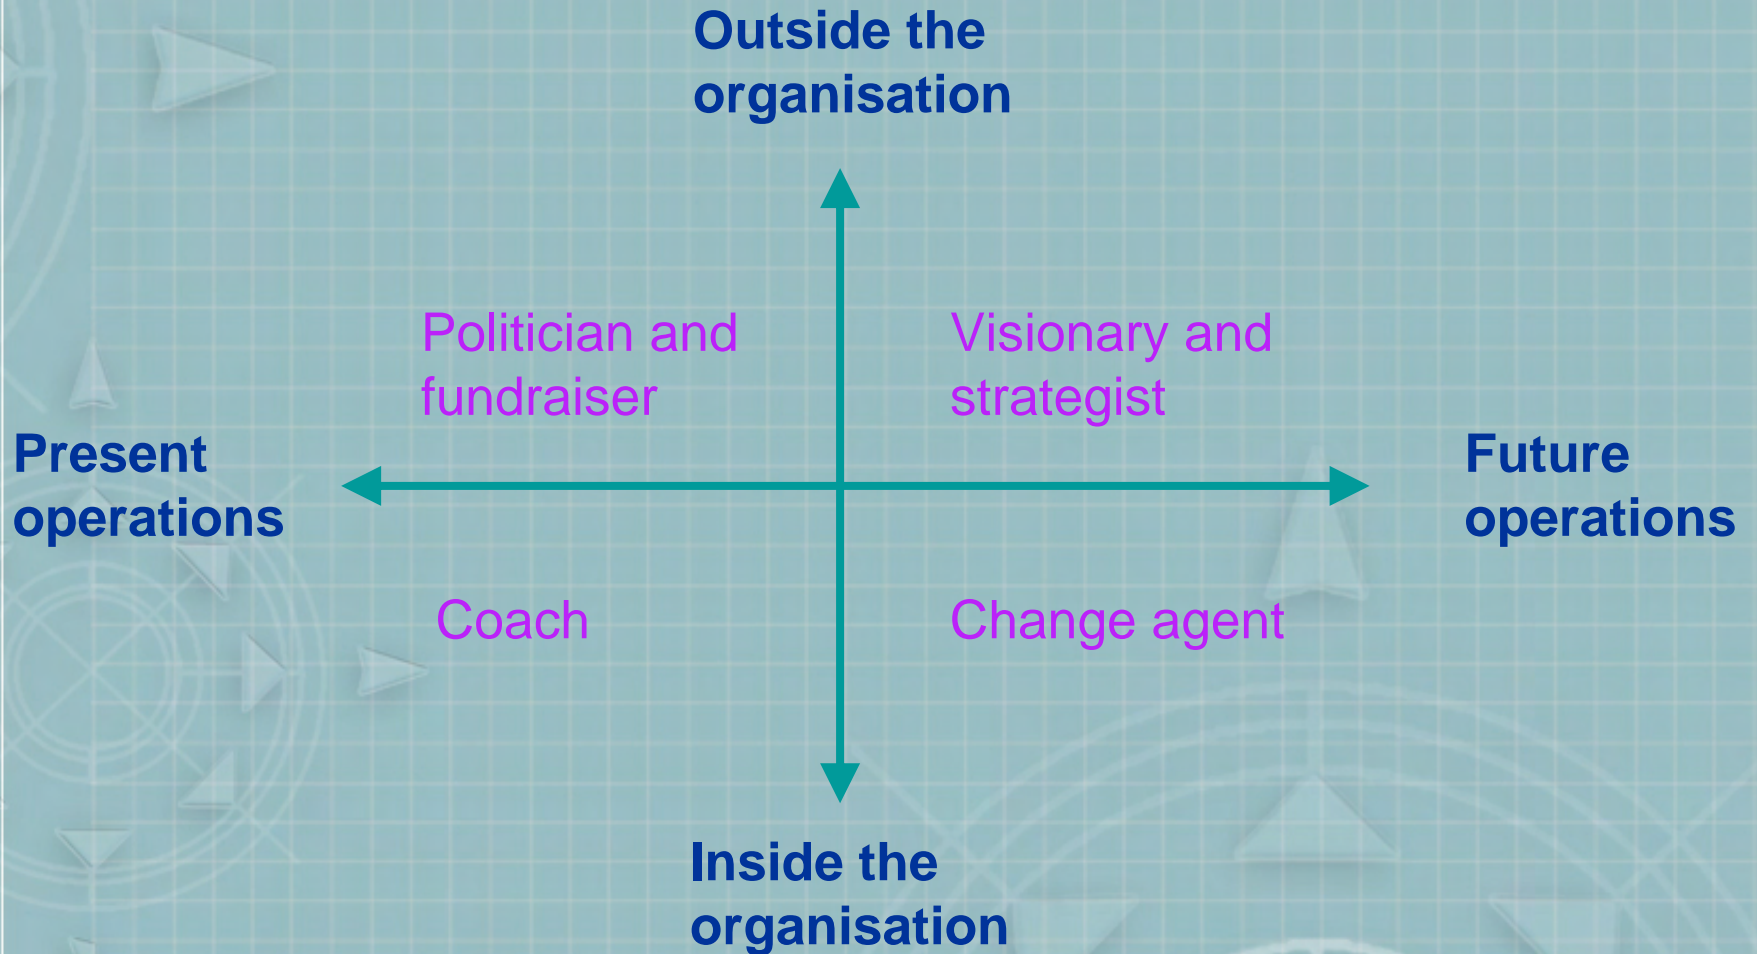 Outside the
organisation
Politician and
fundraiser
Visionary and
strategist
Present
operations
Future
operations
Coach
Change agent
Inside the
organisation